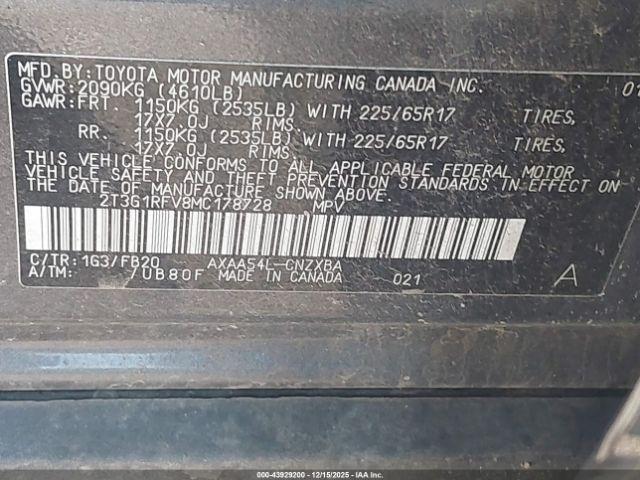 MFD. BY: TOYOTA MOTOR MANUFACTURING CANADA INC. 01
GVWR: 2090KG (4610LB)
GAWR: FRT. 1150KG (2535LB) WITH 225/65R17 TIRES,
17X7.0J RIMS
RR. 1150KG (2535LB) WITH 225/65R17 TIRES,
17X7.0J RIMS
THIS VEHICLE CONFORMS TO ALL APPLICABLE FEDERAL MOTOR
VEHICLE SAFETY AND THEFT PREVENTION STANDARDS IN EFFECT ON
THE DATE OF MANUFACTURE SHOWN ABOVE.
2T3G1RFV8MC178728 MPV
C/TR: 1G3/FB20 AXAA54L-CNZXBA
A/TM: /UB80F MADE IN CANADA 021 A
000-43929200 - 12/15/2025 - IAAI.COM